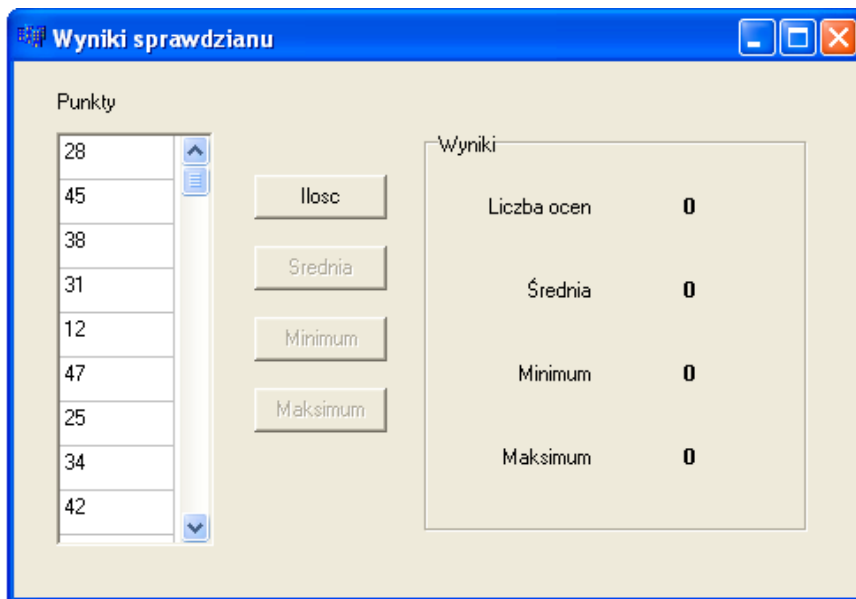 Wyniki sprawdzianu
Punkty
28
45
38
31
12
47
25
34
42
Ilosc
Srednia
Minimum
Maksimum
Wyniki
Liczba ocen 0
Średnia 0
Minimum 0
Maksimum 0